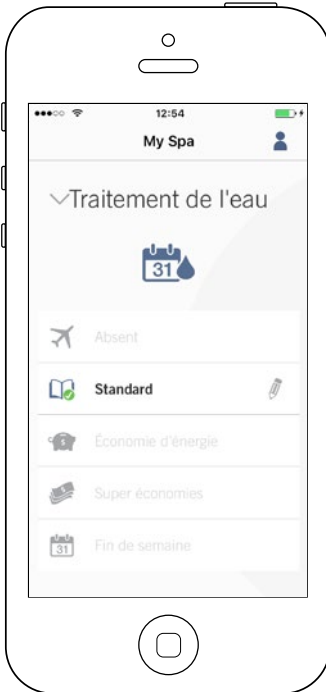 12:54
My Spa
Traitement de l'eau
31
Absent
Standard
Économie d'énergie
Super économies
31
Fin de semaine